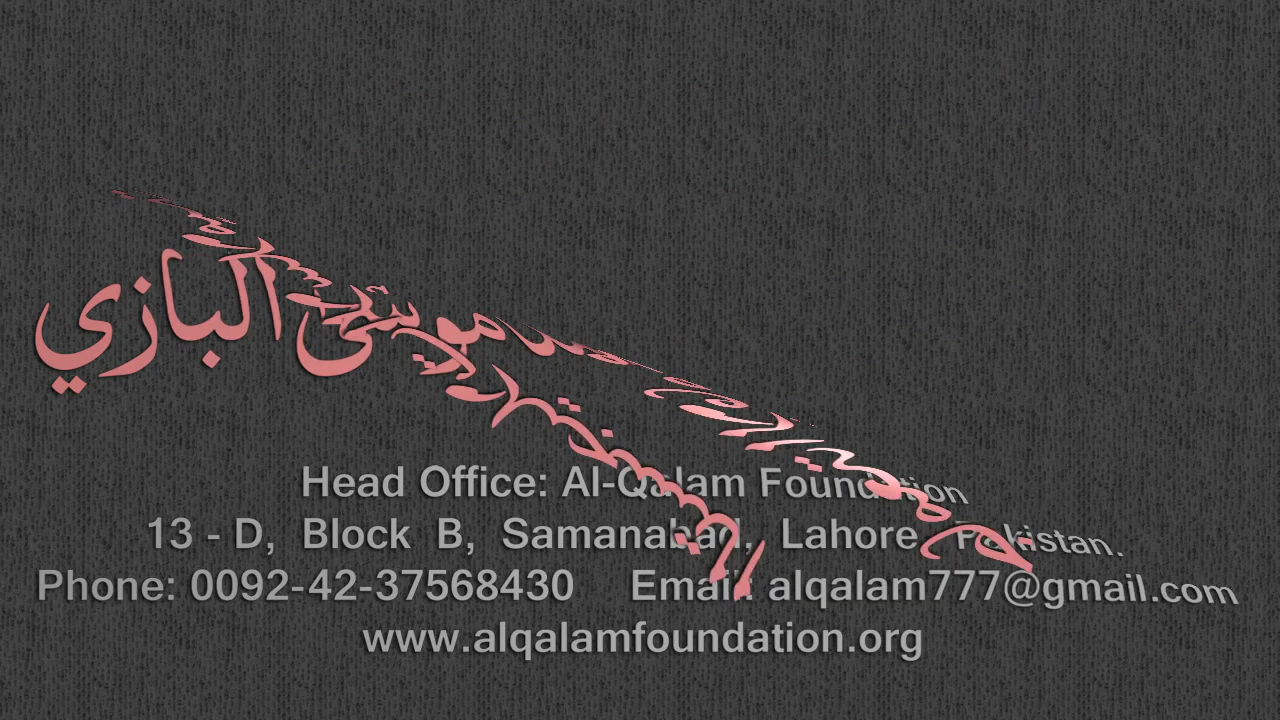 موسى البازي
Head Office: Al-Qalam Foundation
13 - D, Block B, Samanabad, Lahore, Pakistan.
Phone: 0092-42-37568430 Email: alqalam777@gmail.com
www.alqalamfoundation.org